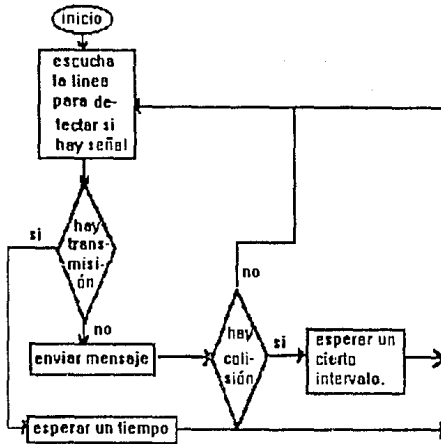 inicio
escucha
la linea
para de-
tectar si
hay señal
hay
trans-
misi-
ón
si
no
enviar mensaje
hay
coli-
sión
no
si
esperar un
cierto
intervalo.
esperar un tiempo